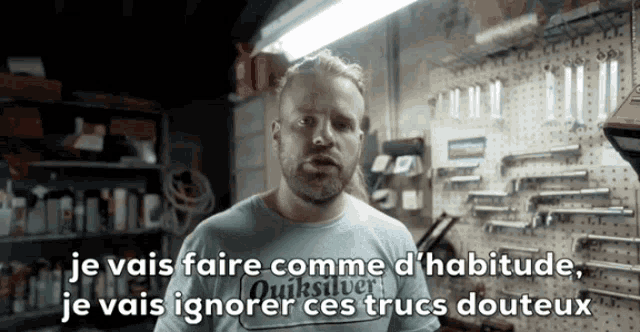 Quiksilver
je vais faire comme d'habitude,
je vais ignorer ces trucs douteux